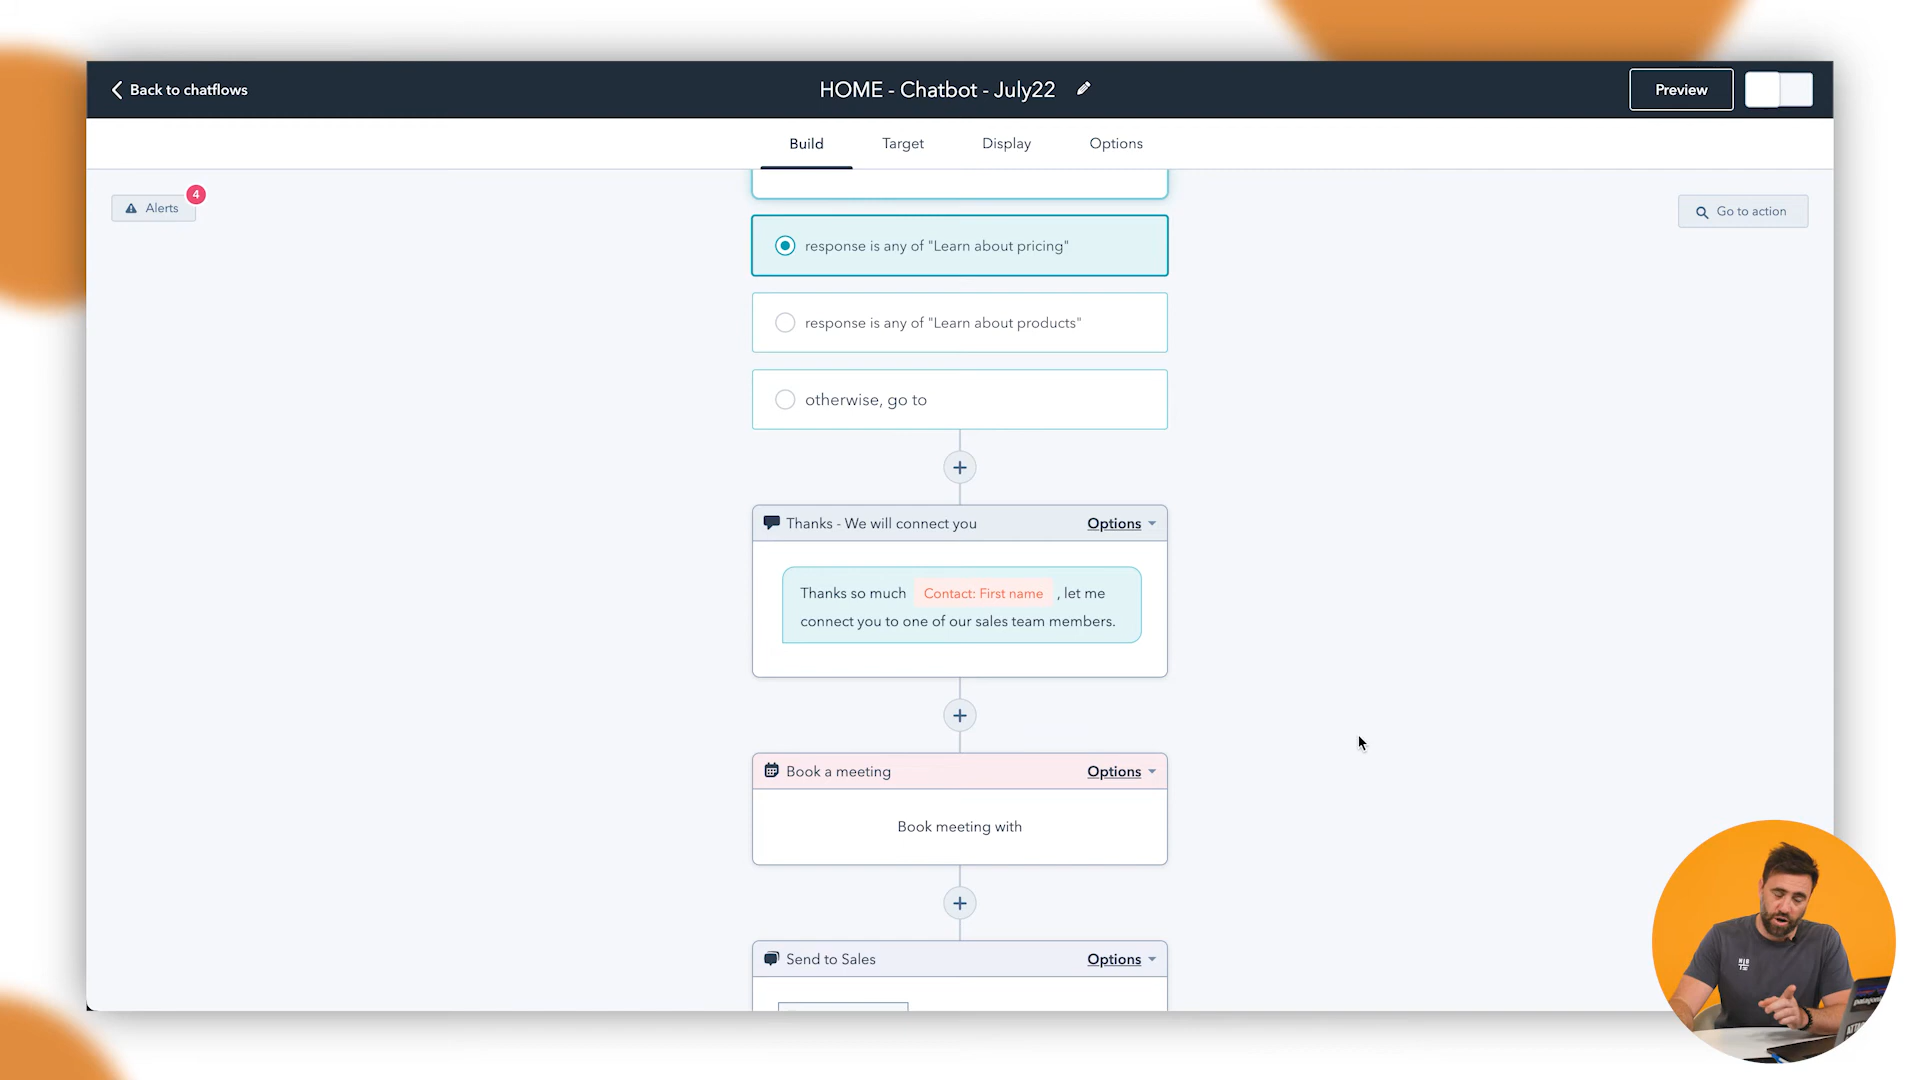 Back to chatflows
HOME - Chatbot - July22
Preview
Build
Target
Display
Options
Alerts
4
Go to action
response is any of "Learn about pricing"
response is any of "Learn about products"
otherwise, go to
Thanks - We will connect you
Options
Thanks so much Contact: First name , let me
connect you to one of our sales team members.
Book a meeting
Options
Book meeting with
Send to Sales
Options
patagonia